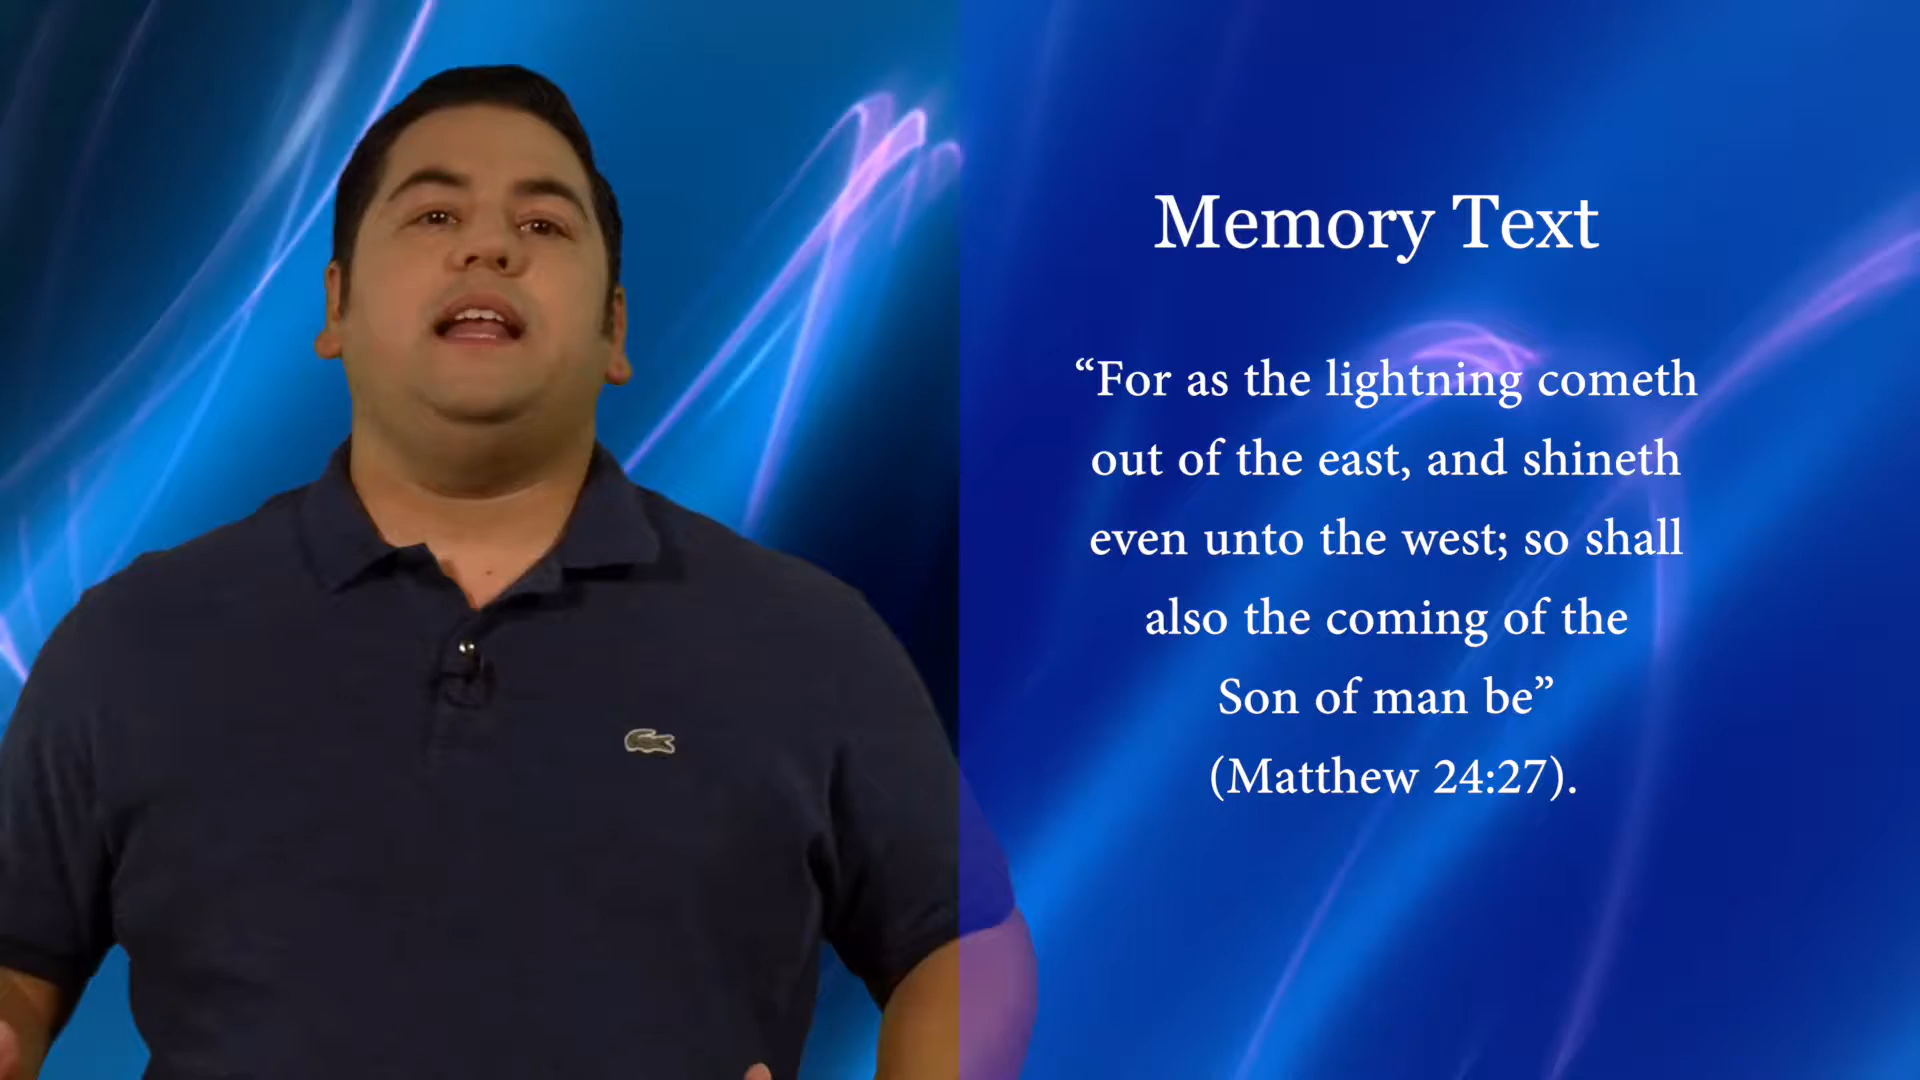 Memory Text
“For as the lightning cometh
out of the east, and shineth
even unto the west; so shall
also the coming of the
Son of man be”
(Matthew 24:27).